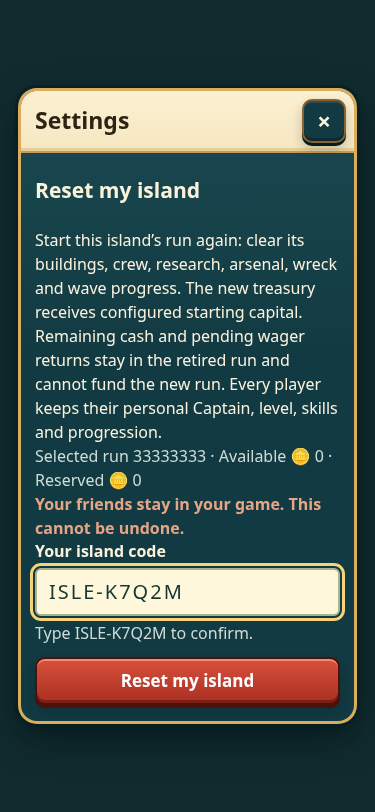 Settings
×
Reset my island
Start this island’s run again: clear its
buildings, crew, research, arsenal, wreck
and wave progress. The new treasury
receives configured starting capital.
Remaining cash and pending wager
returns stay in the retired run and
cannot fund the new run. Every player
keeps their personal Captain, level, skills
and progression.
Selected run 33333333 · Available 🪙 0 ·
Reserved 🪙 0
Your friends stay in your game. This
cannot be undone.
Your island code
ISLE-K7Q2M
Type ISLE-K7Q2M to confirm.
Reset my island